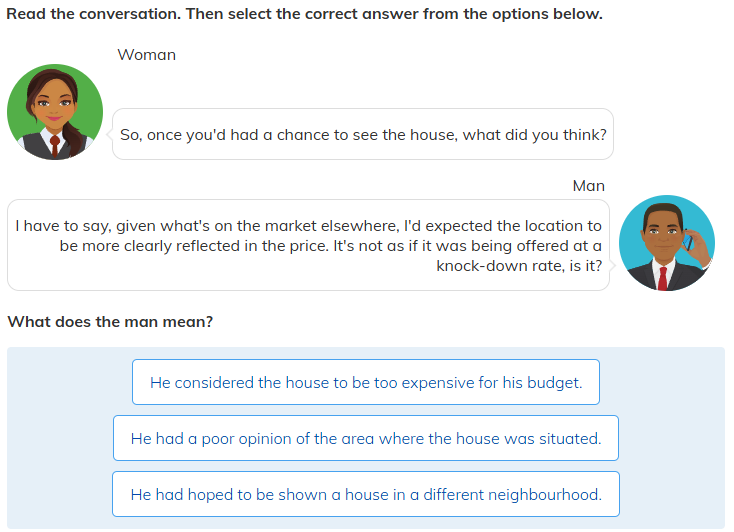 Read the conversation. Then select the correct answer from the options below.
Woman
So, once you'd had a chance to see the house, what did you think?
Man
I have to say, given what's on the market elsewhere, I'd expected the location to
be more clearly reflected in the price. It's not as if it was being offered at a
knock-down rate, is it?
What does the man mean?
He considered the house to be too expensive for his budget.
He had a poor opinion of the area where the house was situated.
He had hoped to be shown a house in a different neighbourhood.